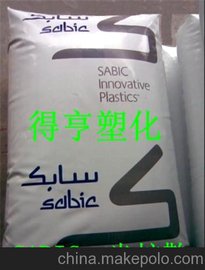 سابك
sabic
SABIC
Innovative
Plastics
得亨塑化
سابك
sabic
china.makepolo.com